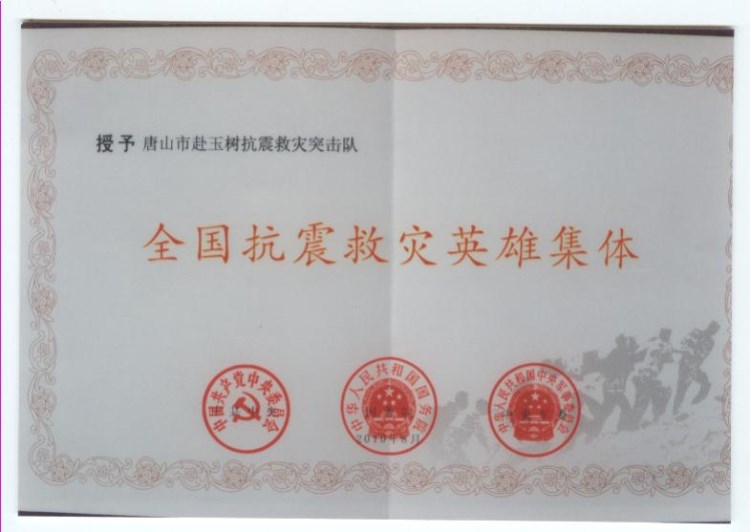 授予 唐山市赴玉树抗震救灾突击队
全国抗震救灾英雄集体
中国共产党中央委员会
中华人民共和国国务院
中华人民共和国中央军事委员会
2010年8月